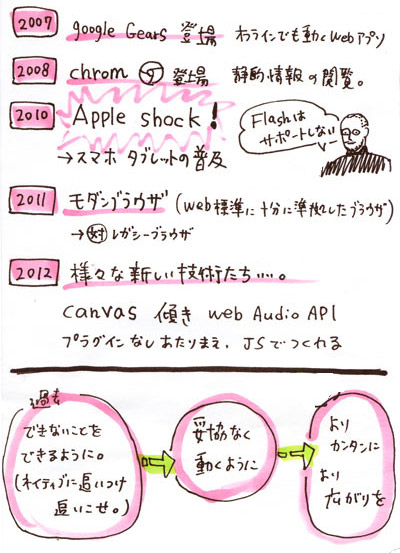 2007 google Gears 登場 オフラインでも動くwebアプリ
2008 chrom 登場 静的情報の閲覧。
2010 Apple shock!
Flashは
サポートしない
→スマホ タブレットの普及
2011 モダンブラウザ (web標準に十分に準拠したブラウザ)
→対 レガシーブラウザ
2012 様々な新しい技術たち……。
canvas 傾き web Audio API
プラグインなしあたりまえ、JSでつくれる
過去
できないことを
できるように。
(ネイティブに追いつけ
追いこせ。)
妥協なく
動くように
より
カンタンに
より
広がりを